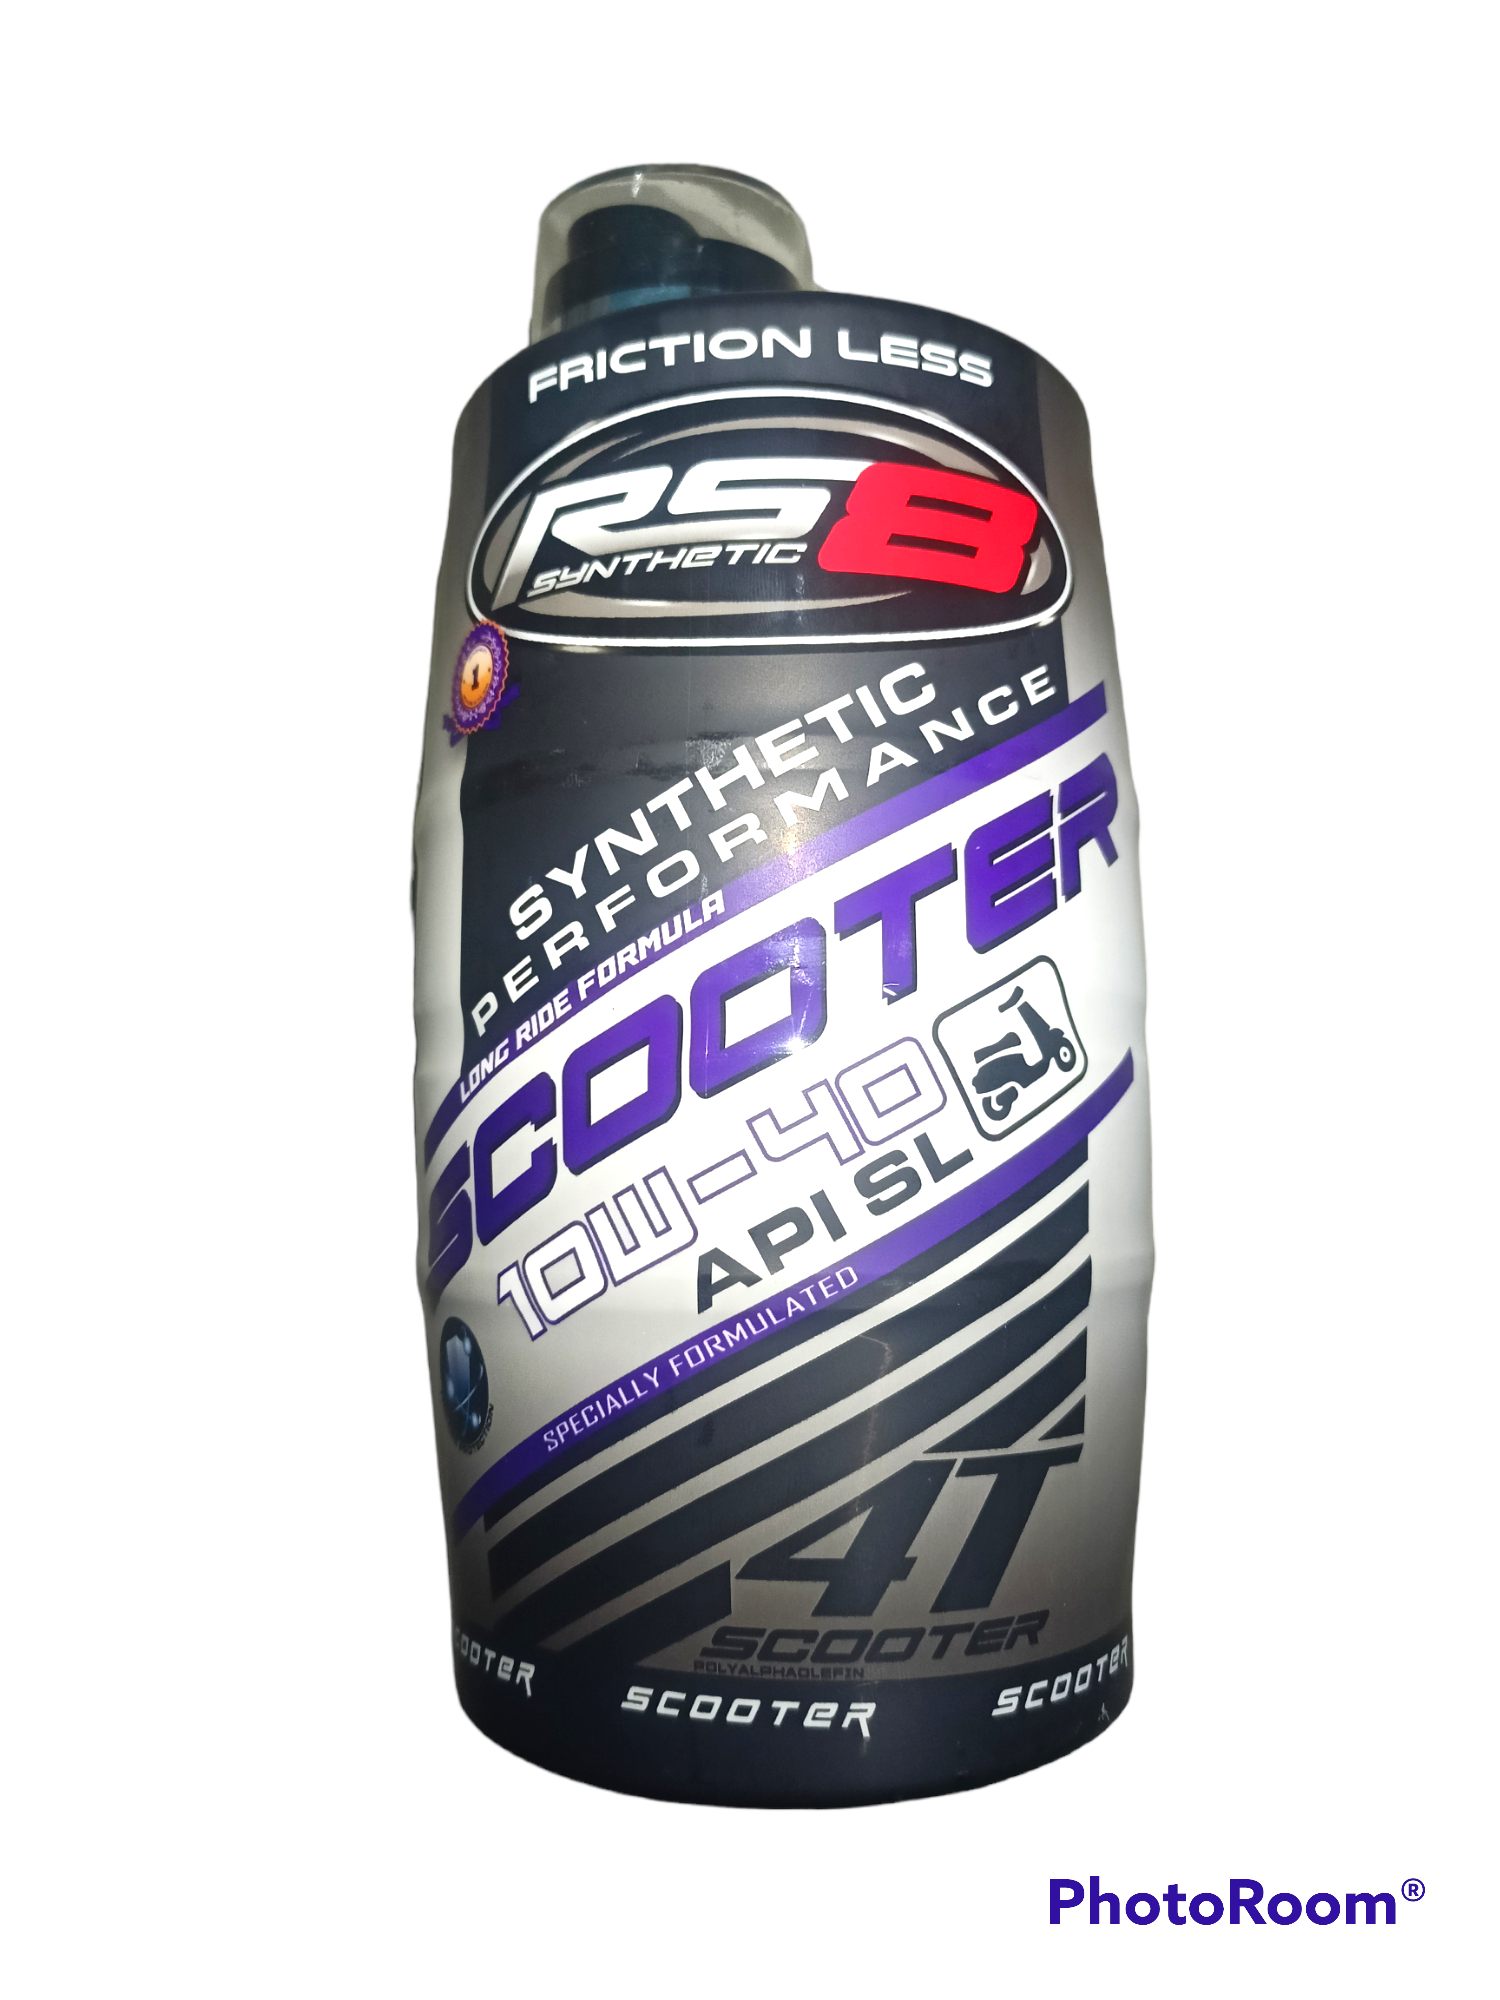 FRICTION LESS
RS8
SYNTHETIC
1
SYNTHETIC
PERFORMANCE
LONG RIDE FORMULA
SCOOTER
10W-40
API SL
SPECIALLY FORMULATED
4T
SCOOTER
POLYALPHAOLEFIN
SCOOTER SCOOTER SCOOTER
PhotoRoom®